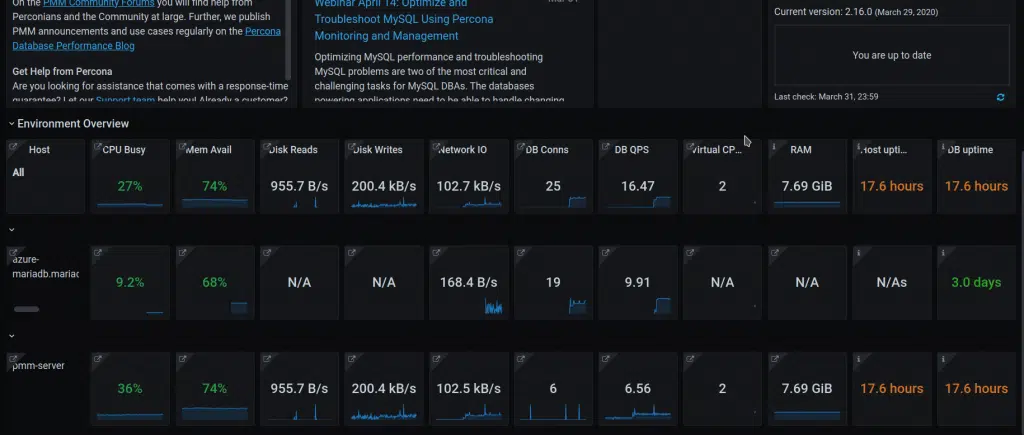 On the PMM Community Forums you will find help from
Perconians and the Community at large. Further, we publish
PMM announcements and use cases regularly on the Percona
Database Performance Blog
Get Help from Percona
Are you looking for assistance that comes with a response-time
guarantee? Let our Support team help you! Already a customer?
Webinar April 14: Optimize and
Troubleshoot MySQL Using Percona
Monitoring and Management
Optimizing MySQL performance and troubleshooting
MySQL problems are two of the most critical and
challenging tasks for MySQL DBAs. The databases
powering applications need to be able to handle changing
Current version: 2.16.0 (March 29, 2020)
You are up to date
Last check: March 31, 23:59
Environment Overview
Host CPU Busy Mem Avail Disk Reads Disk Writes Network IO DB Conns DB QPS Virtual CP... RAM Host upti... DB uptime
All 27% 74% 955.7 B/s 200.4 kB/s 102.7 kB/s 25 16.47 2 7.69 GiB 17.6 hours 17.6 hours
azure-
mariadb.mariac
9.2% 68% N/A N/A 168.4 B/s 19 9.91 N/A N/A N/As 3.0 days
pmm-server
36% 74% 955.7 B/s 200.4 kB/s 102.5 kB/s 6 6.56 2 7.69 GiB 17.6 hours 17.6 hours